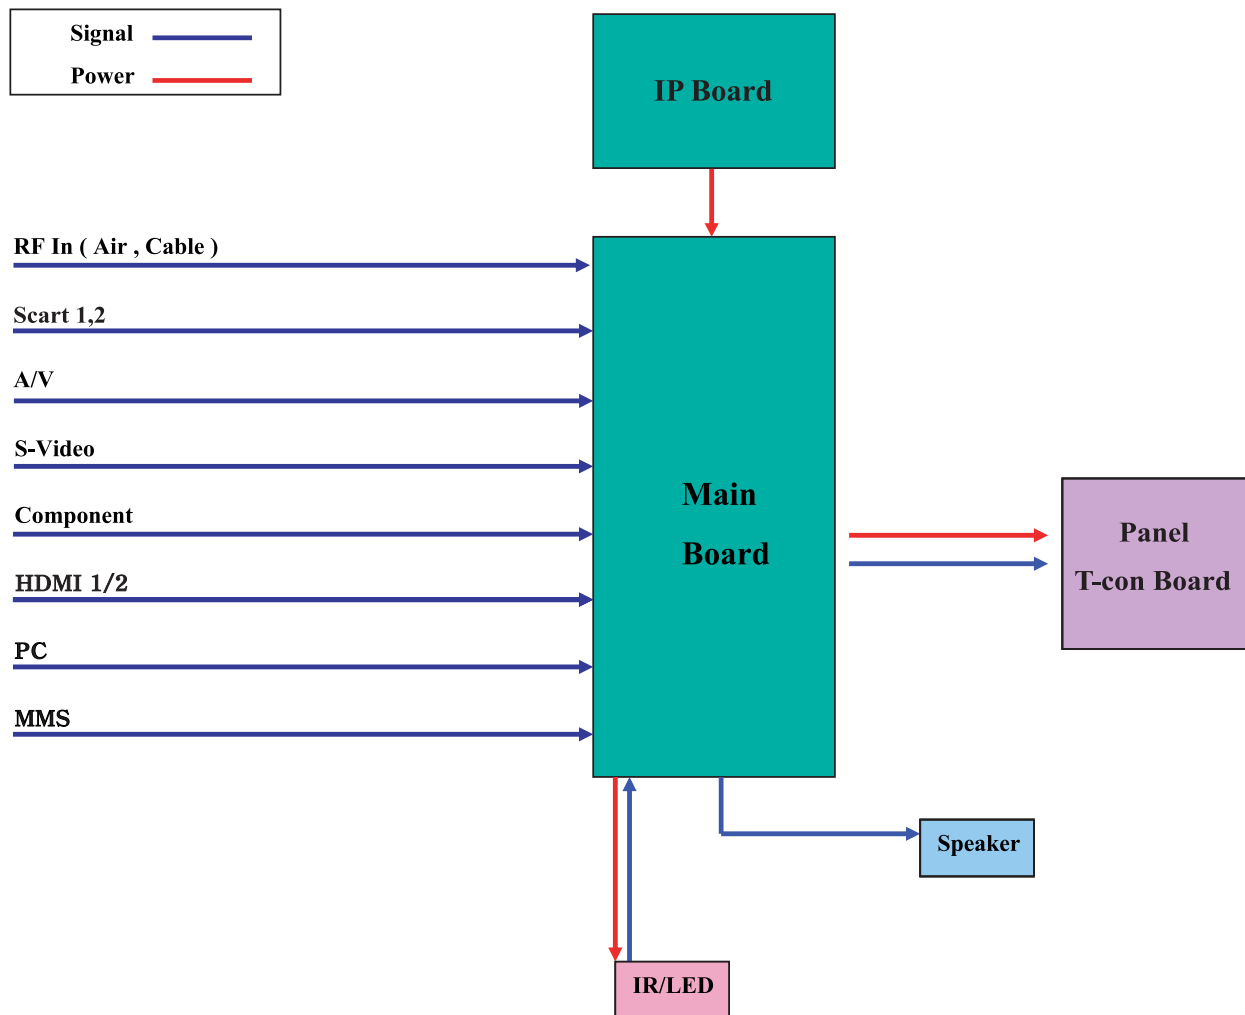 Signal
Power
IP Board
RF In ( Air , Cable )
Scart 1,2
A/V
S-Video
Component
HDMI 1/2
PC
MMS
Main
Board
Panel
T-con Board
Speaker
IR/LED